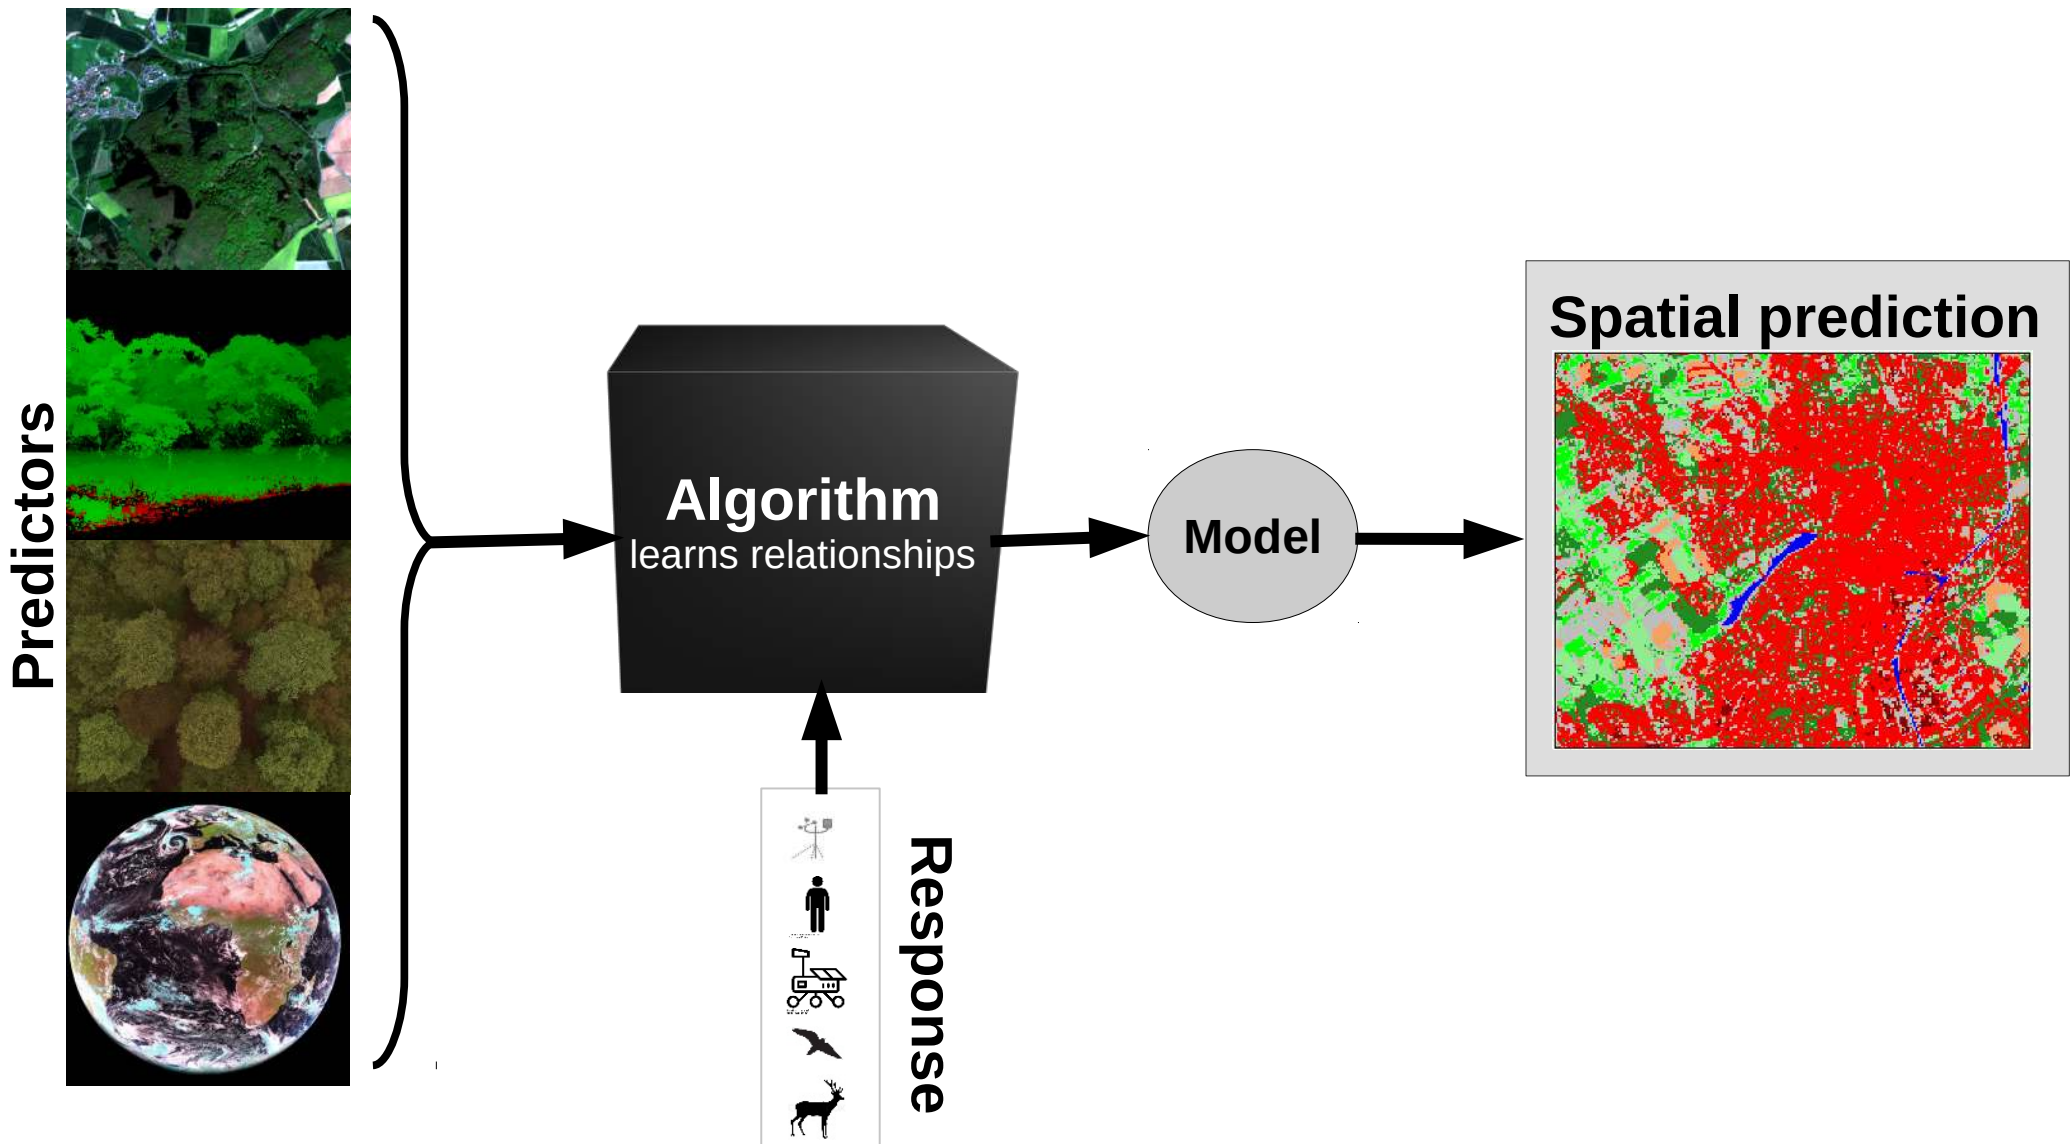 Predictors
Algorithm
learns relationships
Model
Spatial prediction
Response